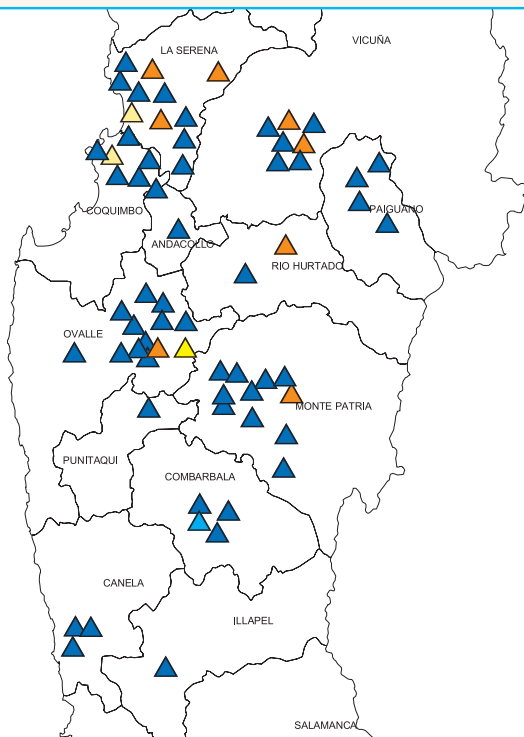 VICUÑA
LA SERENA
PAIGUANO
COQUIMBO
ANDACOLLO
RIO HURTADO
OVALLE
MONTE PATRIA
PUNITAQUI
COMBARBALA
CANELA
ILLAPEL
SALAMANCA